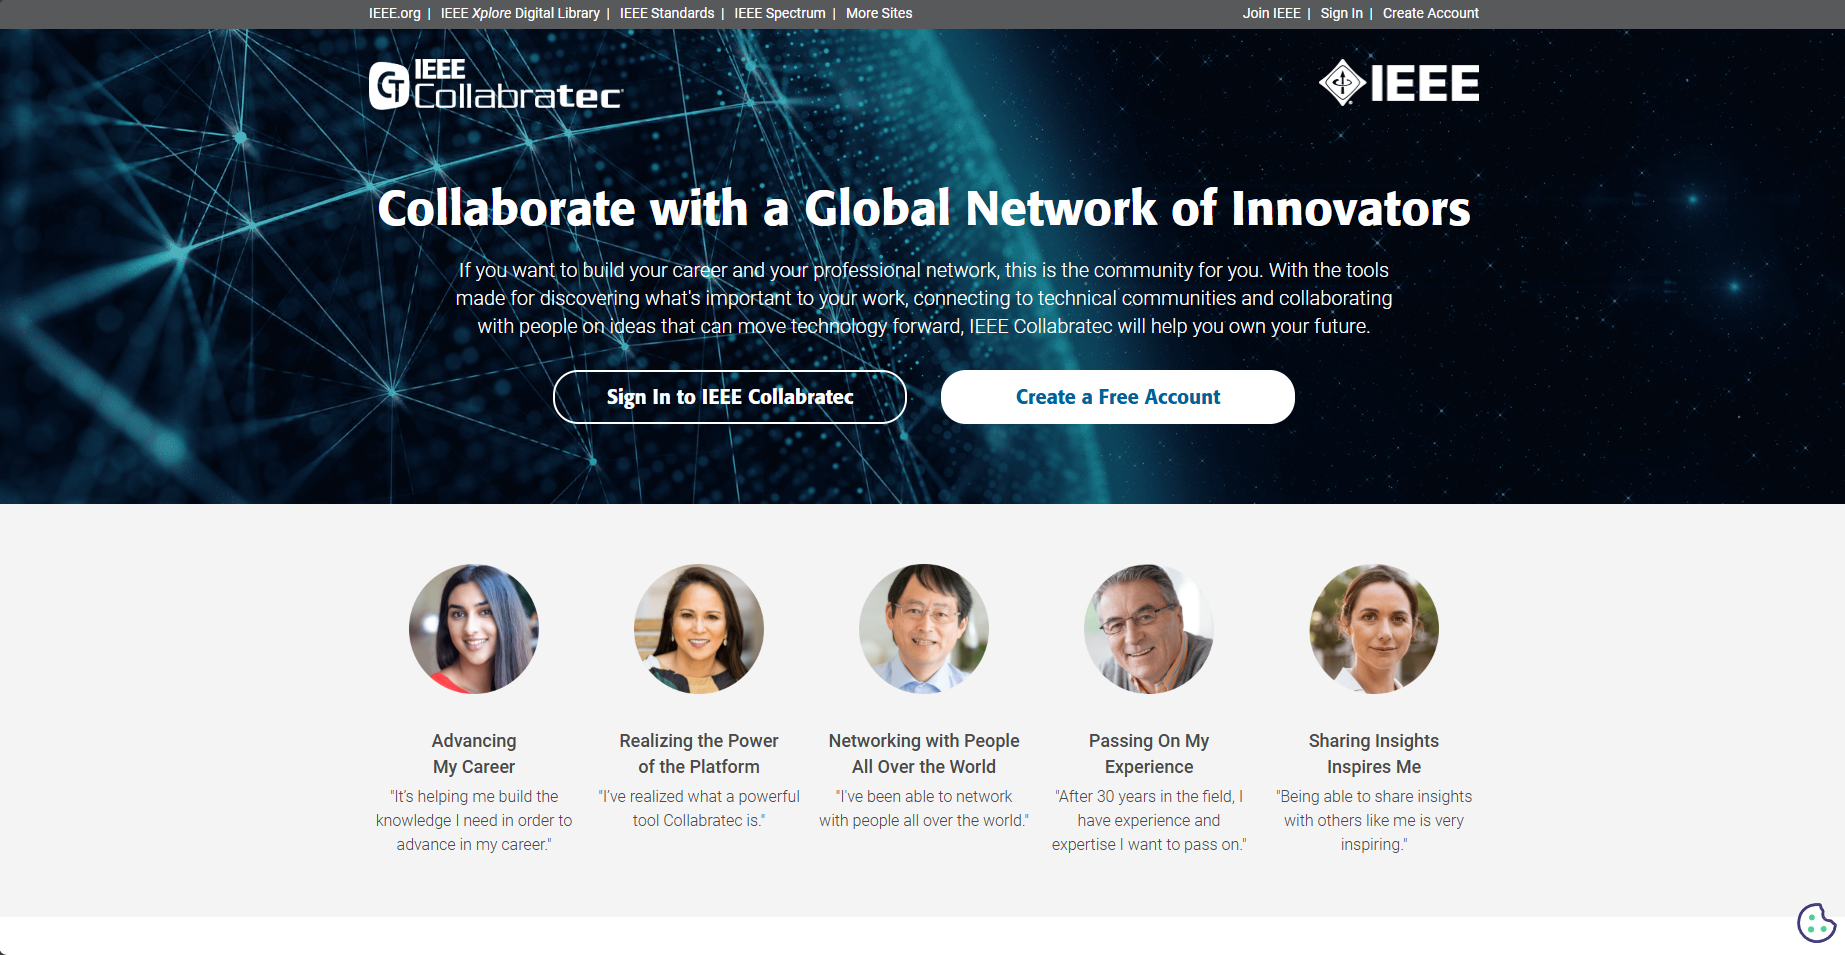 IEEE.org | IEEE Xplore Digital Library | IEEE Standards | IEEE Spectrum | More Sites
Join IEEE | Sign In | Create Account
IEEE
Collabratec
IEEE
Collaborate with a Global Network of Innovators
If you want to build your career and your professional network, this is the community for you. With the tools
made for discovering what's important to your work, connecting to technical communities and collaborating
with people on ideas that can move technology forward, IEEE Collabratec will help you own your future.
Sign In to IEEE Collabratec
Create a Free Account
Advancing
My Career
"It's helping me build the
knowledge I need in order to
advance in my career."
Realizing the Power
of the Platform
"I've realized what a powerful
tool Collabratec is."
Networking with People
All Over the World
"I've been able to network
with people all over the world."
Passing On My
Experience
"After 30 years in the field, I
have experience and
expertise I want to pass on."
Sharing Insights
Inspires Me
"Being able to share insights
with others like me is very
inspiring."